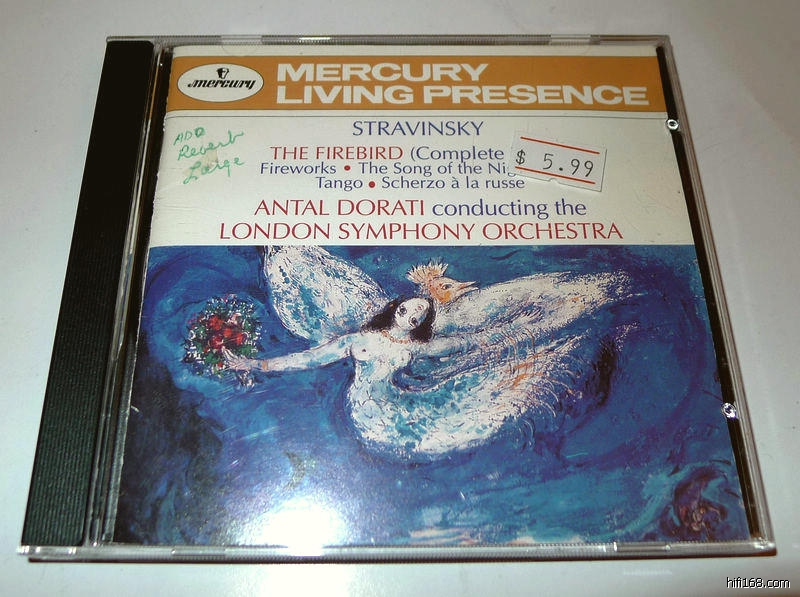 mercury
MERCURY
LIVING PRESENCE
ADD
Reverb
Large
STRAVINSKY
THE FIREBIRD (Complete
$ 5.99
Fireworks • The Song of the Nig
Tango • Scherzo à la russe
ANTAL DORATI conducting the
LONDON SYMPHONY ORCHESTRA
hifi168.com